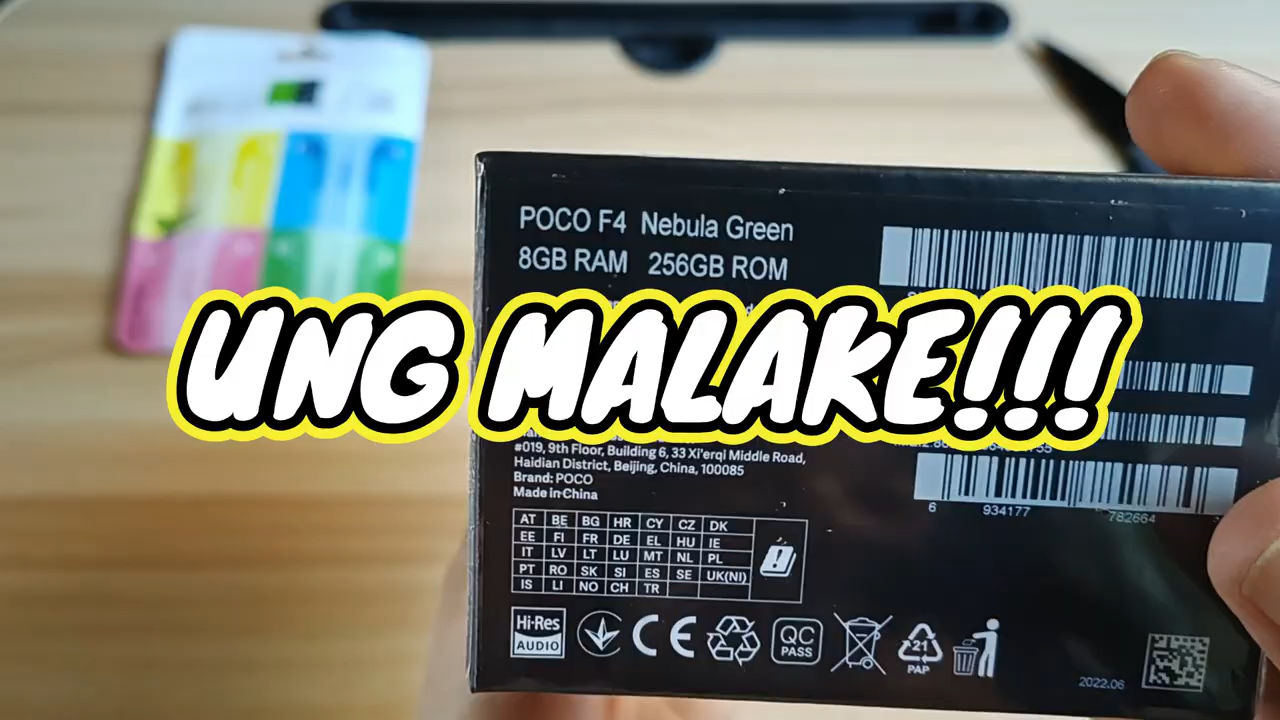 POCO F4 Nebula Green
8GB RAM 256GB ROM
UNG MALAKE!!!
#019, 9th Floor, Building 6, 33 Xi'erqi Middle Road,
Haidian District, Beijing, China, 100085
Brand: POCO
Made in China
6 934177 782664
AT BE BG HR CY CZ DK
EE FI FR DE EL HU IE
IT LV LT LU MT NL PL
PT RO SK SI ES SE UK(NI)
IS LI NO CH TR
Hi-Res
AUDIO
CE
QC
PASS
21
PAP
2022.06